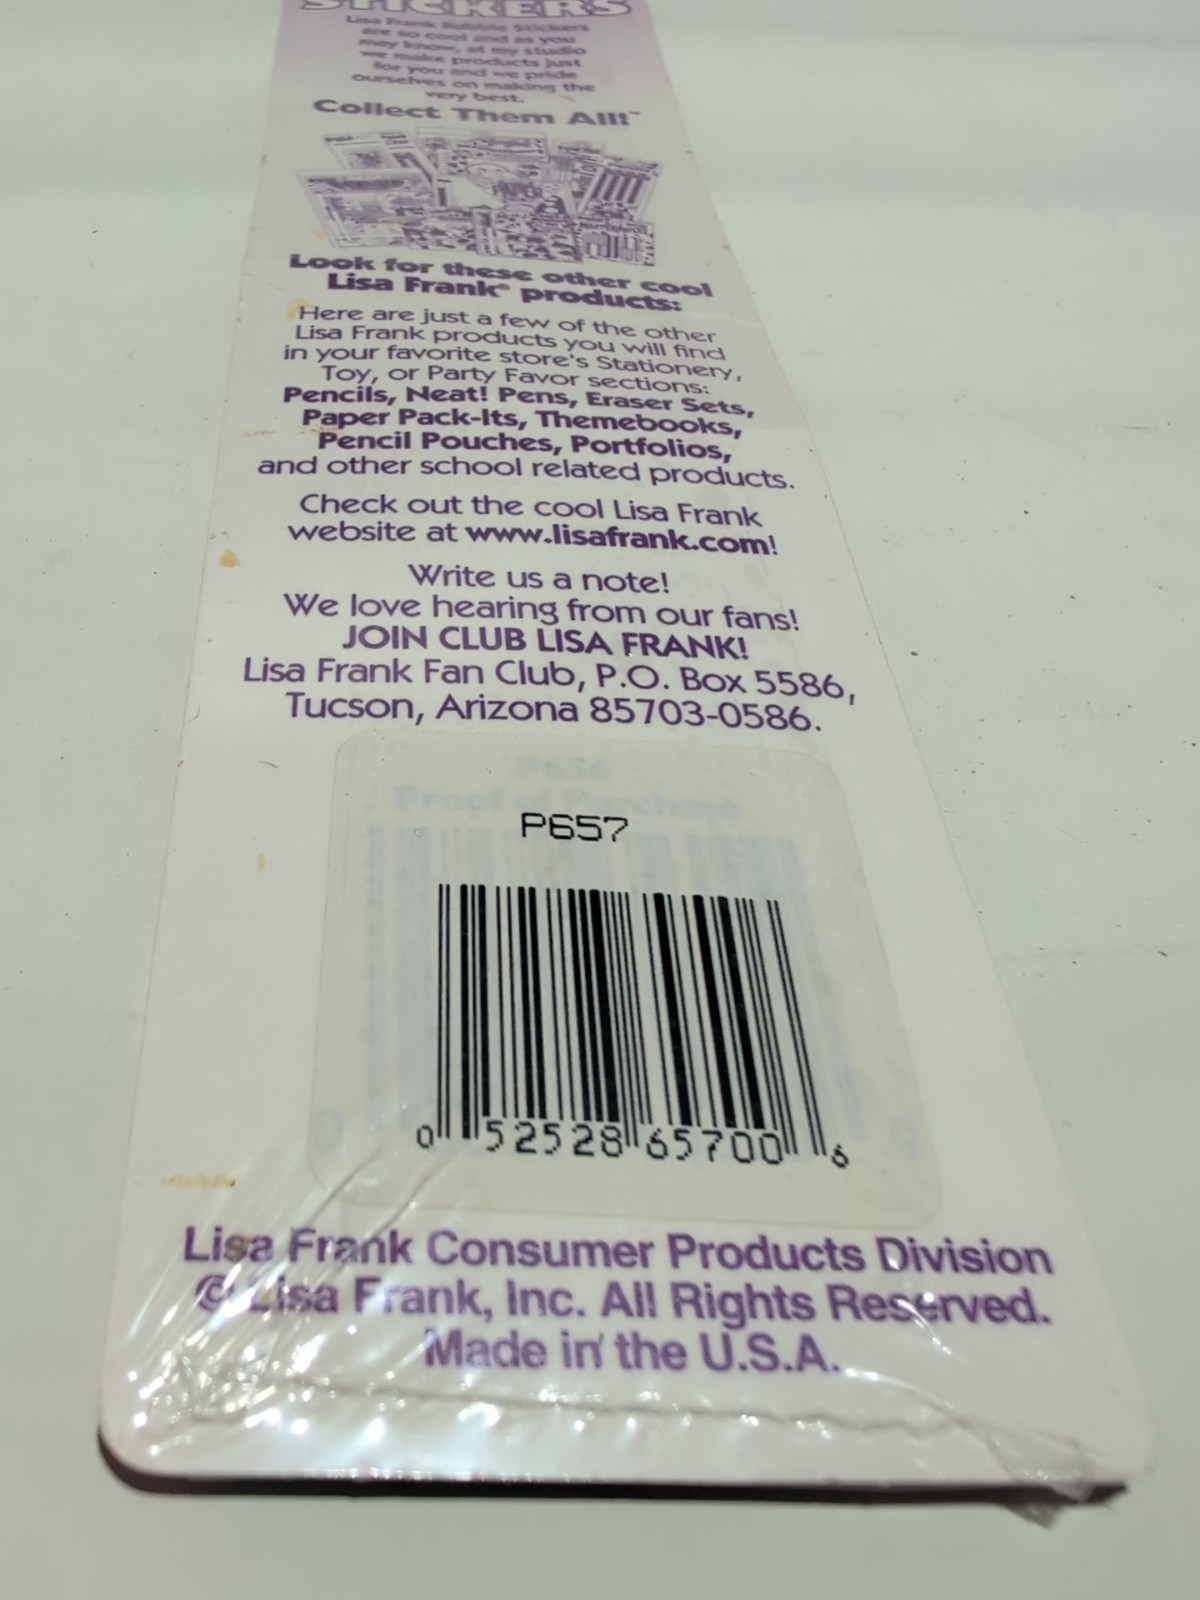 STICKERS
Lisa Frank Bubble Stickers
are so cool and as you
may know, at my studio
we make products just
for you and we pride
ourselves on making the
very best.
Collect Them All!™
Look for these other cool
Lisa Frank® products:
Here are just a few of the other
Lisa Frank products you will find
in your favorite store's Stationery,
Toy, or Party Favor sections:
Pencils, Neat! Pens, Eraser Sets,
Paper Pack-Its, Themebooks,
Pencil Pouches, Portfolios,
and other school related products.
Check out the cool Lisa Frank
website at www.lisafrank.com!
Write us a note!
We love hearing from our fans!
JOIN CLUB LISA FRANK!
Lisa Frank Fan Club, P.O. Box 5586,
Tucson, Arizona 85703-0586.
P656
Proof of Purchase
P657
0 52528 65700 6
Lisa Frank Consumer Products Division
© Lisa Frank, Inc. All Rights Reserved.
Made in the U.S.A.